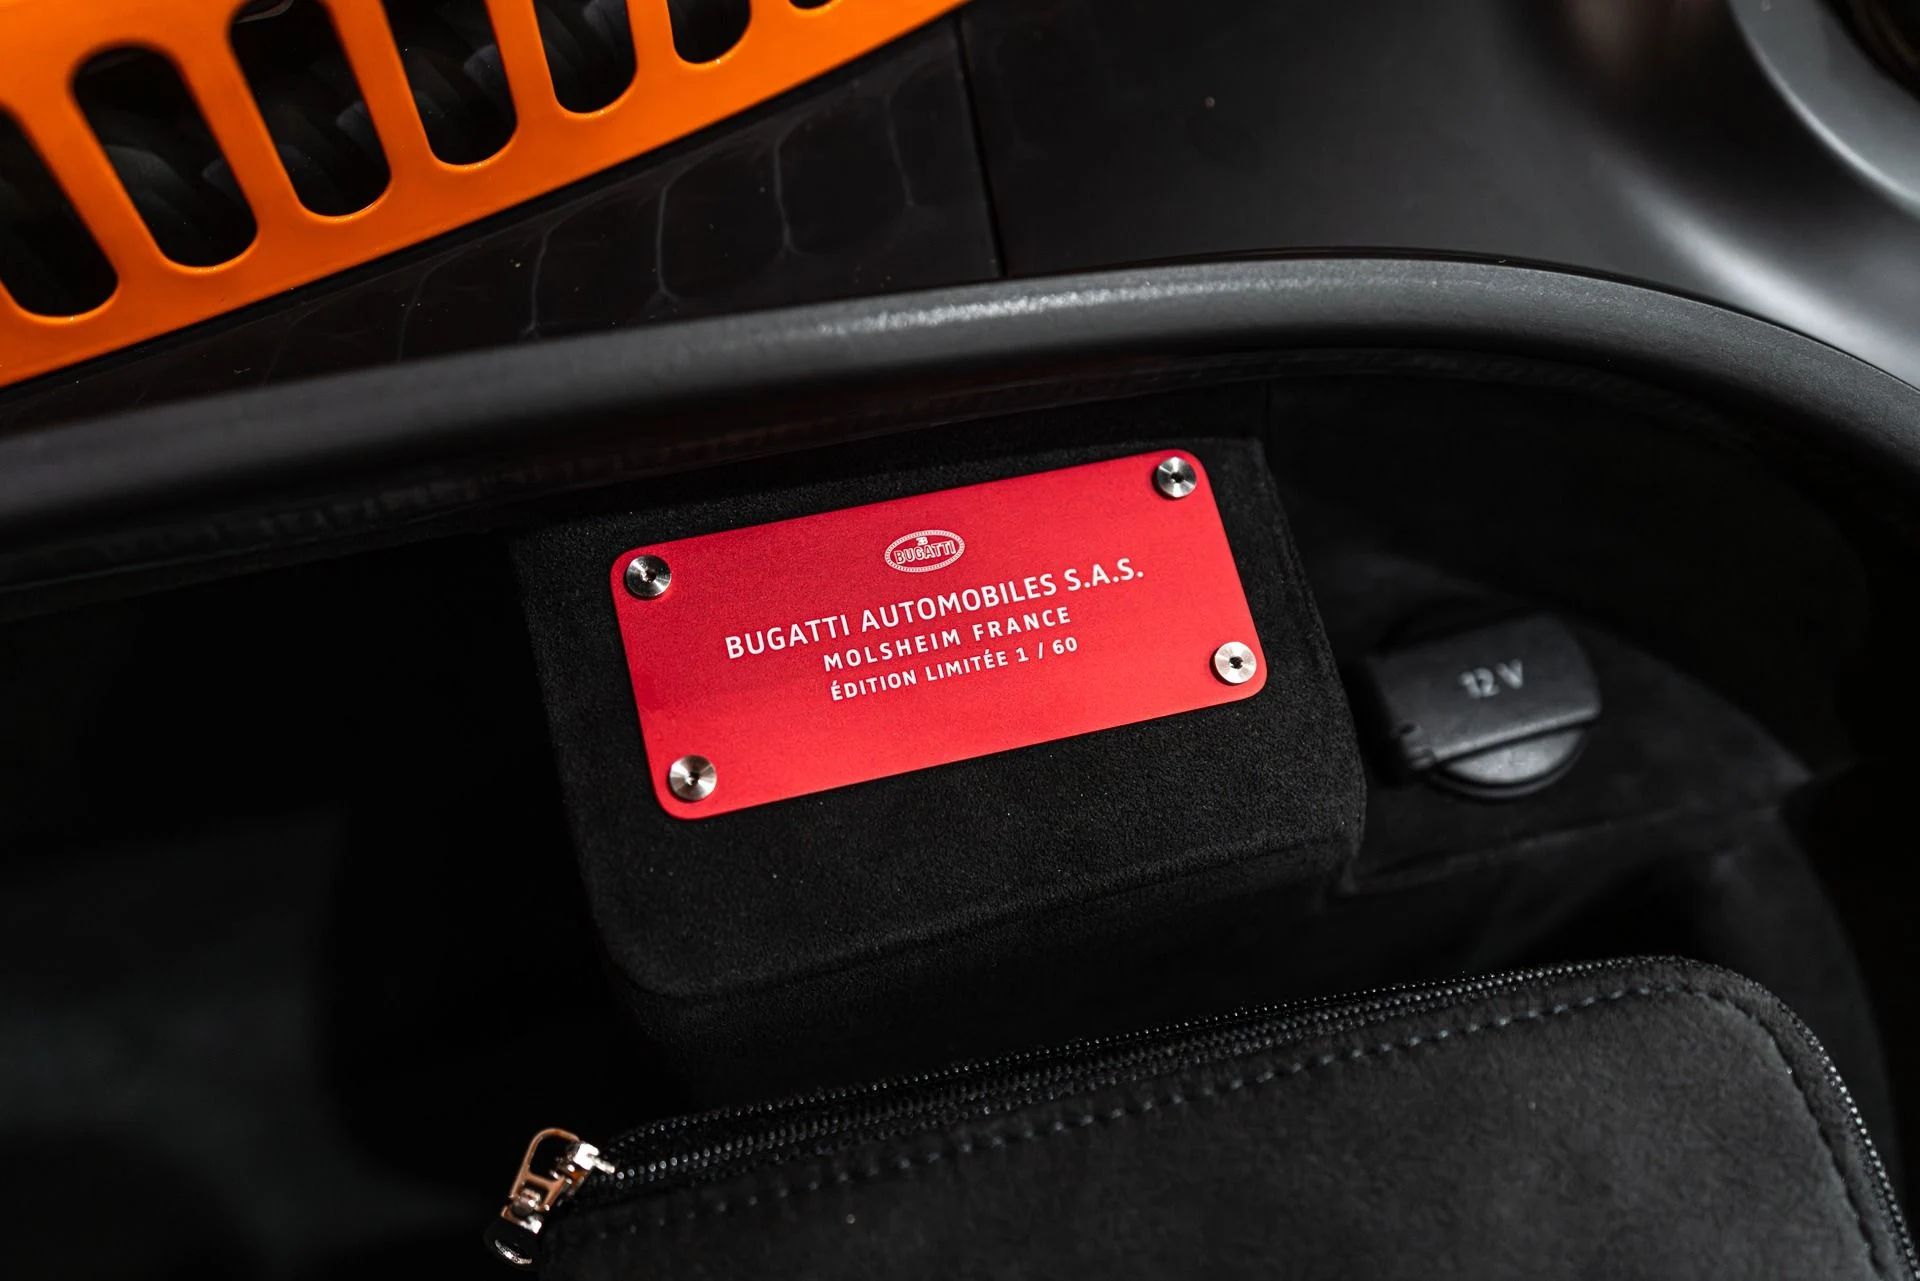 BUGATTI
BUGATTI AUTOMOBILES S.A.S.
MOLSHEIM FRANCE
ÉDITION LIMITÉE 1 / 60
12 V